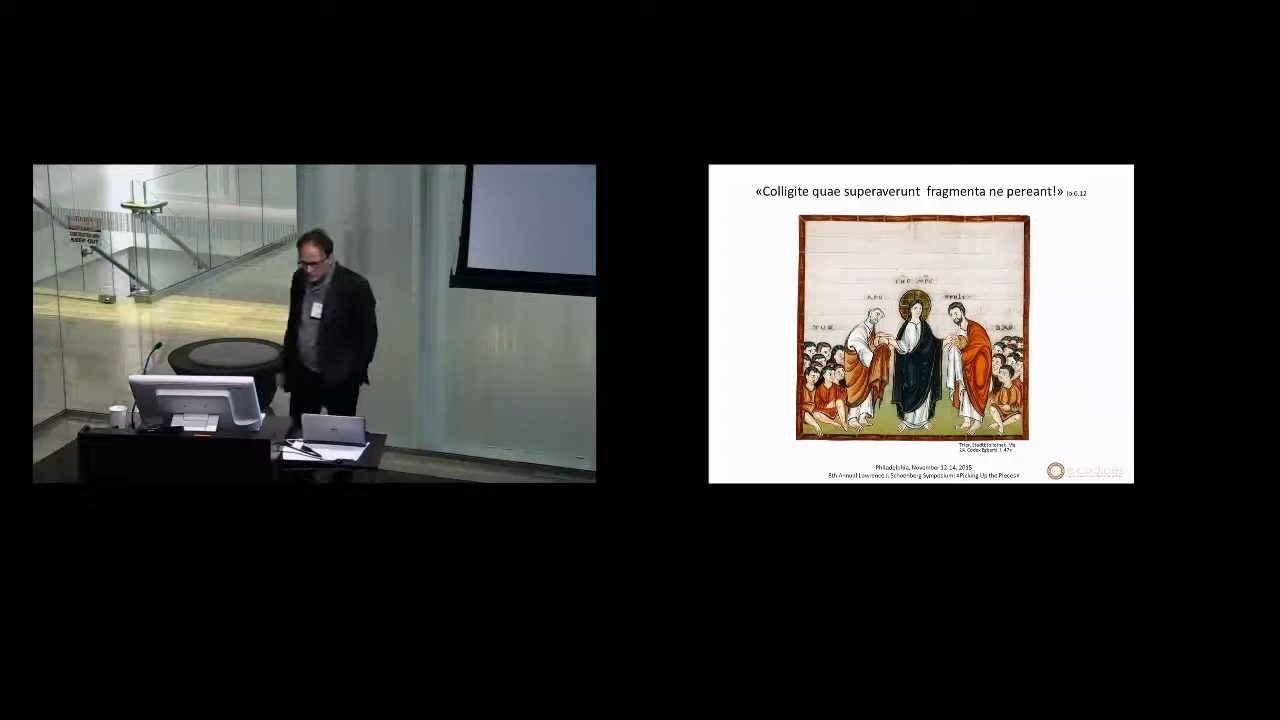 «Colligite quae superaverunt fragmenta ne pereant!» Io 6.12
Trier, Stadtbibliothek, Ms.
24, Codex Egberti, f. 47v
Philadelphia, November 12-14, 2015
8th Annual Lawrence J. Schoenberg Symposium: »Picking Up the Pieces«
e-codices